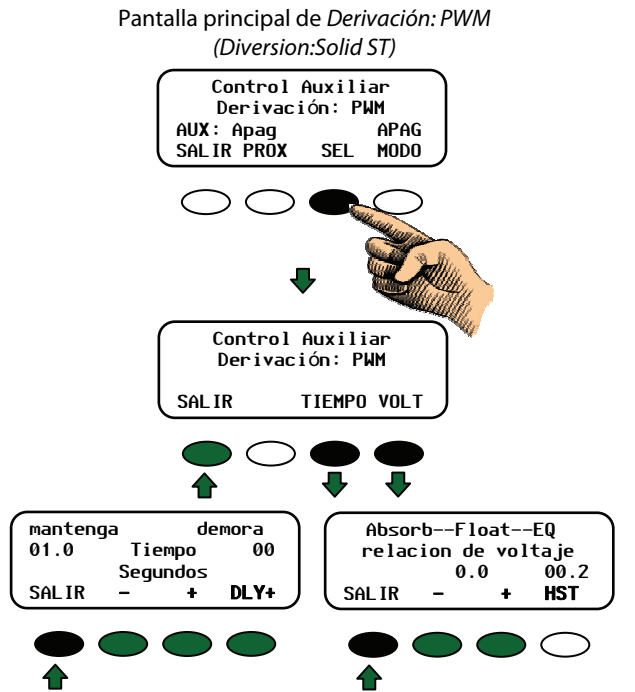 Pantalla principal de Derivación: PWM
(Diversion:Solid ST)
Control Auxiliar
Derivación: PWM
AUX: Apag APAG
SALIR PROX SEL MODO
Control Auxiliar
Derivación: PWM
SALIR TIEMPO VOLT
mantenga demora
01.0 Tiempo 00
Segundos
SALIR - + DLY+
Absorb--Float--EQ
relacion de voltaje
0.0 00.2
SALIR - + HST